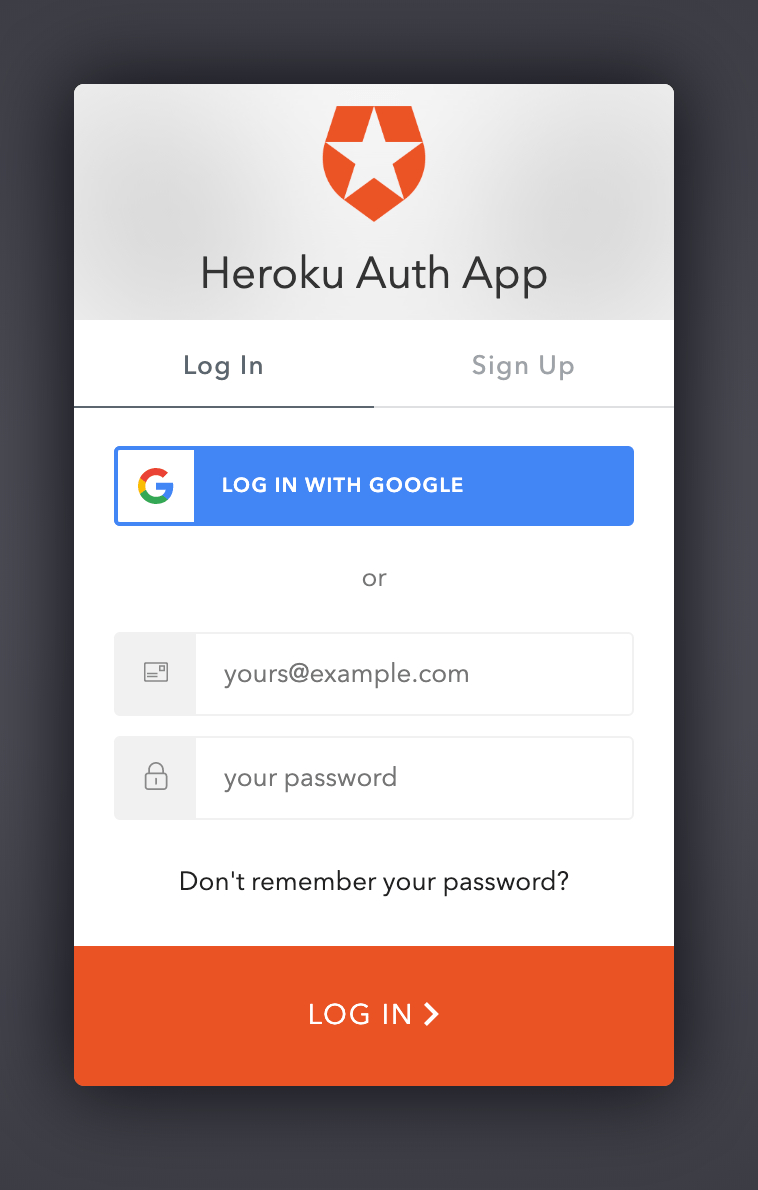 Heroku Auth App
Log In
Sign Up
LOG IN WITH GOOGLE
or
yours@example.com
your password
Don't remember your password?
LOG IN